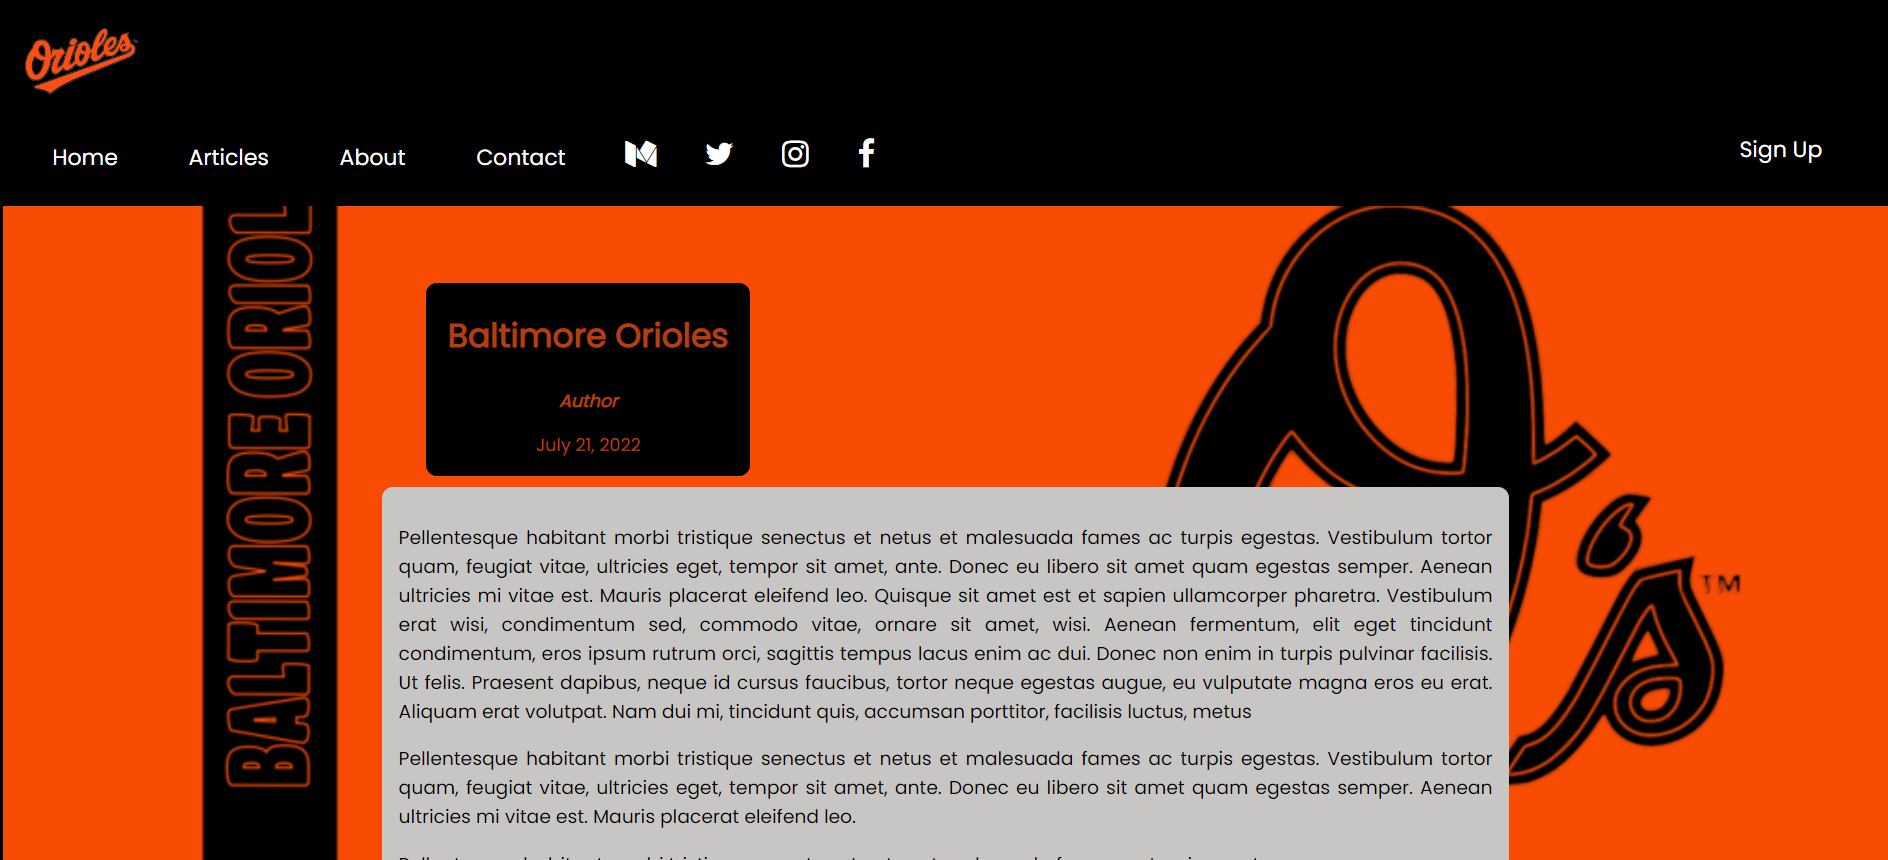 Orioles
Home Articles About Contact Sign Up
BALTIMORE ORIOL
Baltimore Orioles
Author
July 21, 2022
O's
TM
Pellentesque habitant morbi tristique senectus et netus et malesuada fames ac turpis egestas. Vestibulum tortor
quam, feugiat vitae, ultricies eget, tempor sit amet, ante. Donec eu libero sit amet quam egestas semper. Aenean
ultricies mi vitae est. Mauris placerat eleifend leo. Quisque sit amet est et sapien ullamcorper pharetra. Vestibulum
erat wisi, condimentum sed, commodo vitae, ornare sit amet, wisi. Aenean fermentum, elit eget tincidunt
condimentum, eros ipsum rutrum orci, sagittis tempus lacus enim ac dui. Donec non enim in turpis pulvinar facilisis.
Ut felis. Praesent dapibus, neque id cursus faucibus, tortor neque egestas augue, eu vulputate magna eros eu erat.
Aliquam erat volutpat. Nam dui mi, tincidunt quis, accumsan porttitor, facilisis luctus, metus
Pellentesque habitant morbi tristique senectus et netus et malesuada fames ac turpis egestas. Vestibulum tortor
quam, feugiat vitae, ultricies eget, tempor sit amet, ante. Donec eu libero sit amet quam egestas semper. Aenean
ultricies mi vitae est. Mauris placerat eleifend leo.